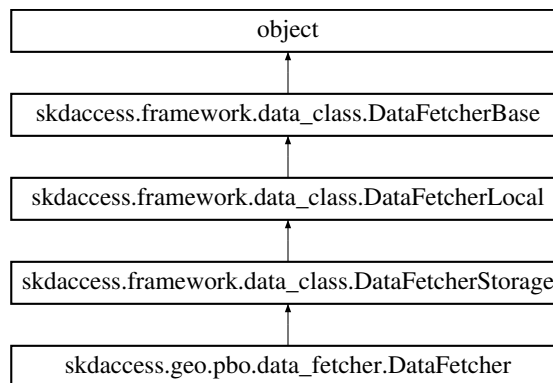 object
skdaccess.framework.data_class.DataFetcherBase
skdaccess.framework.data_class.DataFetcherLocal
skdaccess.framework.data_class.DataFetcherStorage
skdaccess.geo.pbo.data_fetcher.DataFetcher